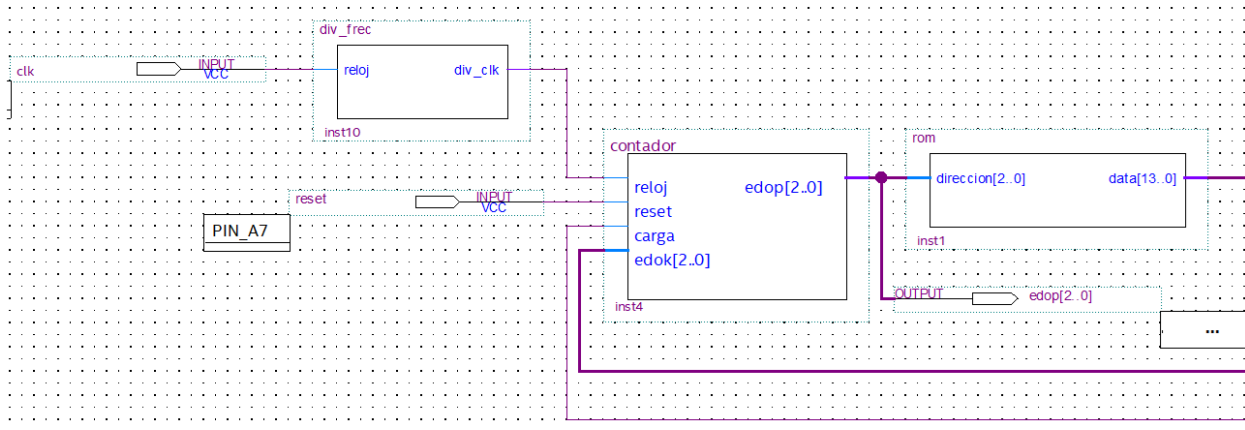 div_frec
clk
INPUT
VCC
reloj
div_clk
inst10
contador
reloj
edop[2..0]
reset
carga
edok[2..0]
inst4
rom
direccion[2..0]
data[13..0]
inst1
reset
INPUT
VCC
PIN_A7
OUTPUT
edop[2..0]
...